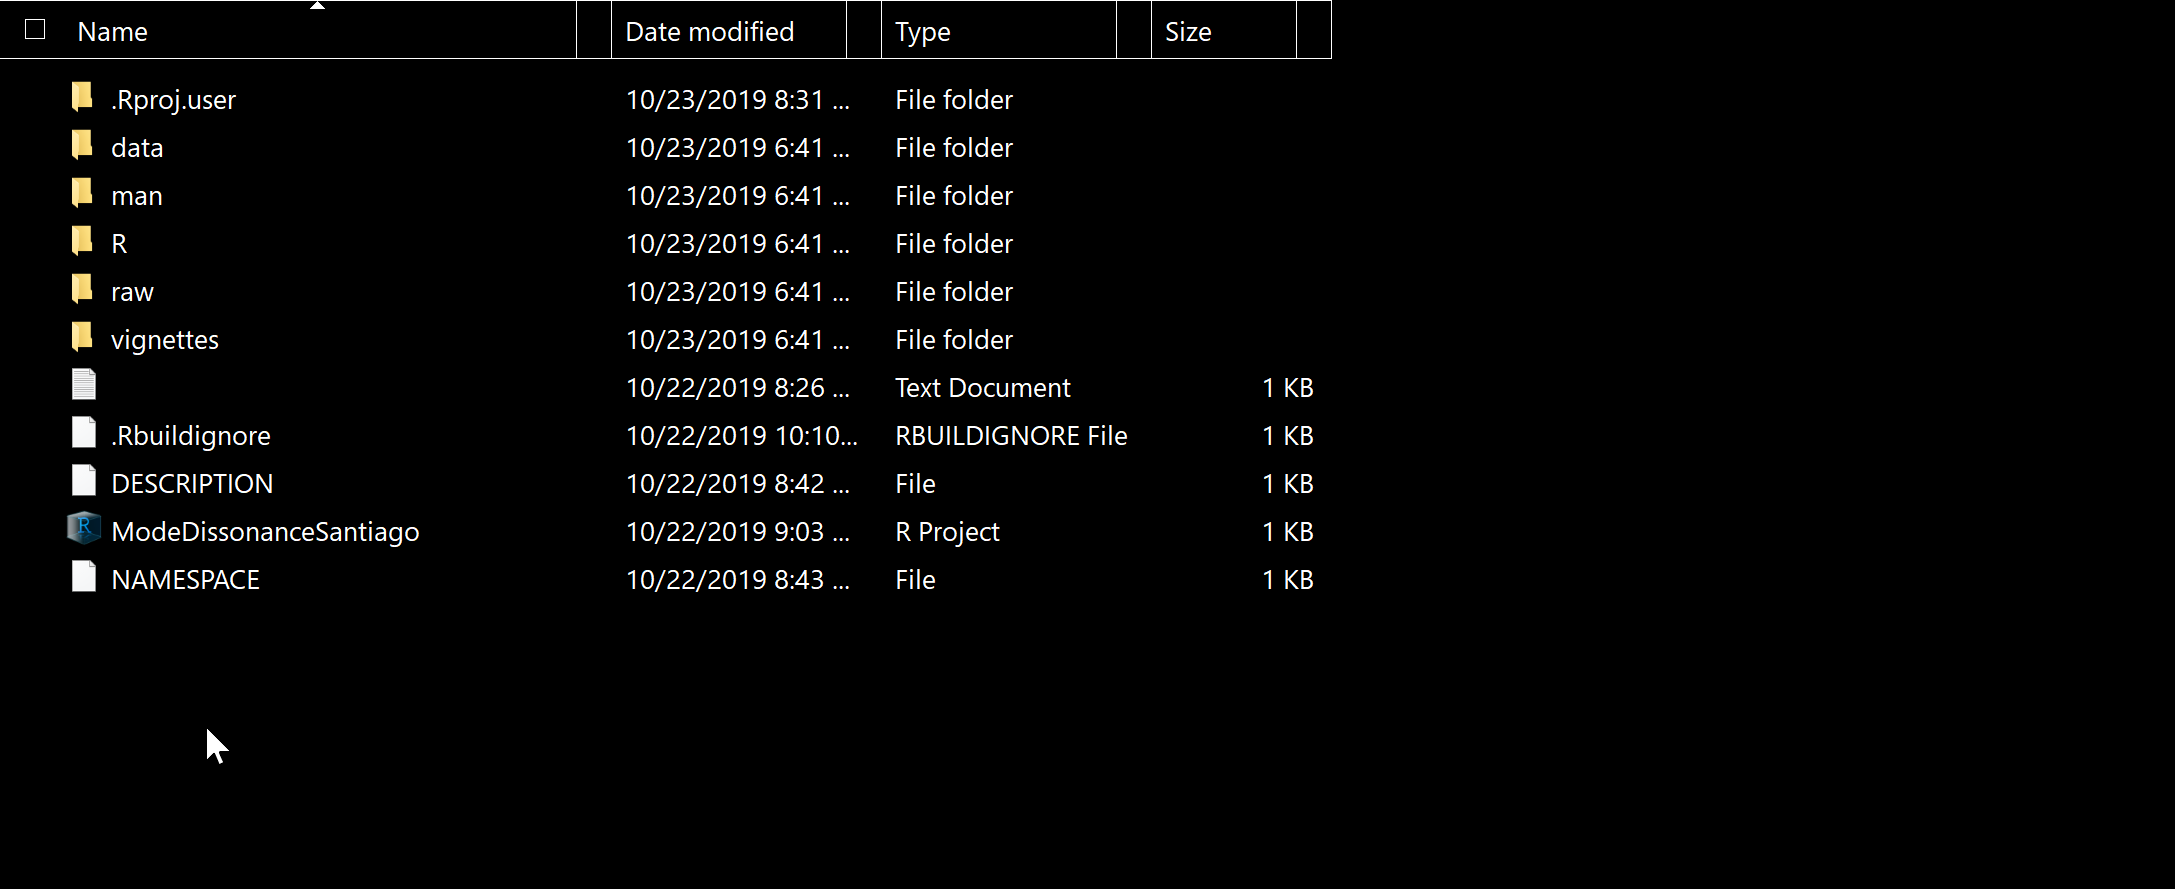 Name Date modified Type Size
.Rproj.user 10/23/2019 8:31 ... File folder
data 10/23/2019 6:41 ... File folder
man 10/23/2019 6:41 ... File folder
R 10/23/2019 6:41 ... File folder
raw 10/23/2019 6:41 ... File folder
vignettes 10/23/2019 6:41 ... File folder
10/22/2019 8:26 ... Text Document 1 KB
.Rbuildignore 10/22/2019 10:10... RBUILDIGNORE File 1 KB
DESCRIPTION 10/22/2019 8:42 ... File 1 KB
ModeDissonanceSantiago 10/22/2019 9:03 ... R Project 1 KB
NAMESPACE 10/22/2019 8:43 ... File 1 KB